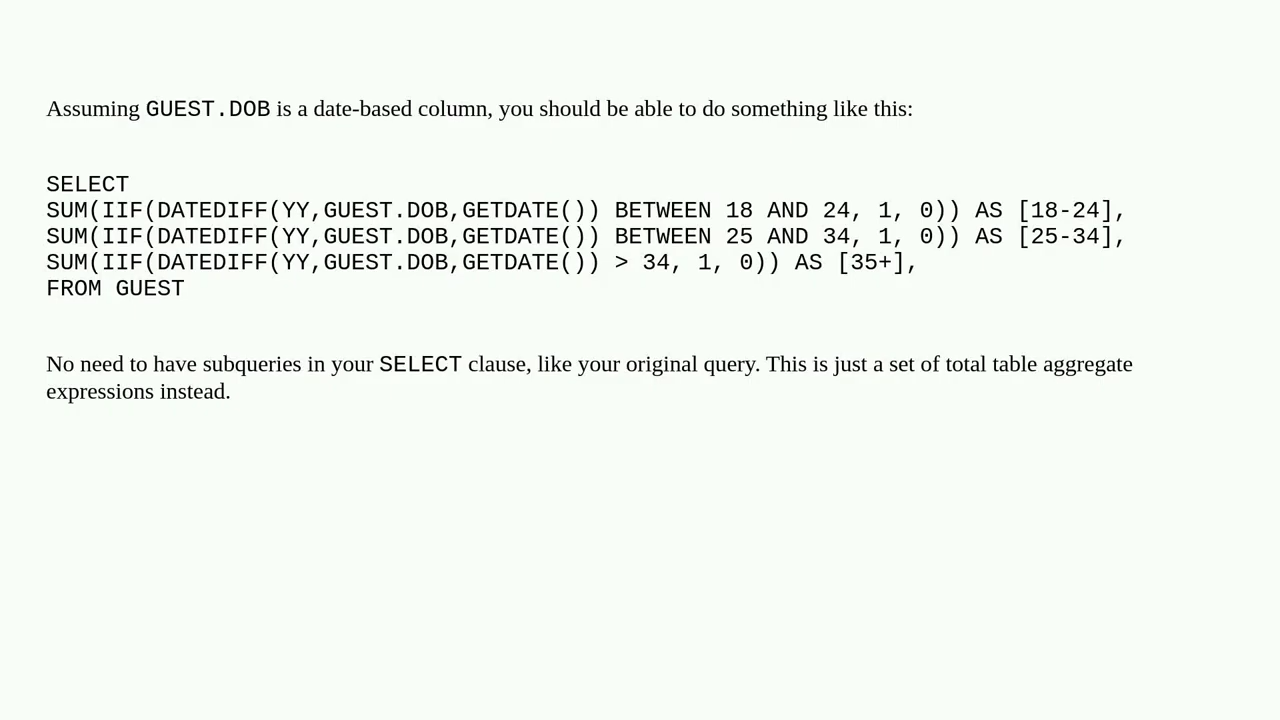 Assuming GUEST.DOB is a date-based column, you should be able to do something like this:
SELECT
SUM(IIF(DATEDIFF(YY,GUEST.DOB,GETDATE()) BETWEEN 18 AND 24, 1, 0)) AS [18-24],
SUM(IIF(DATEDIFF(YY,GUEST.DOB,GETDATE()) BETWEEN 25 AND 34, 1, 0)) AS [25-34],
SUM(IIF(DATEDIFF(YY,GUEST.DOB,GETDATE()) > 34, 1, 0)) AS [35+],
FROM GUEST
No need to have subqueries in your SELECT clause, like your original query. This is just a set of total table aggregate
expressions instead.